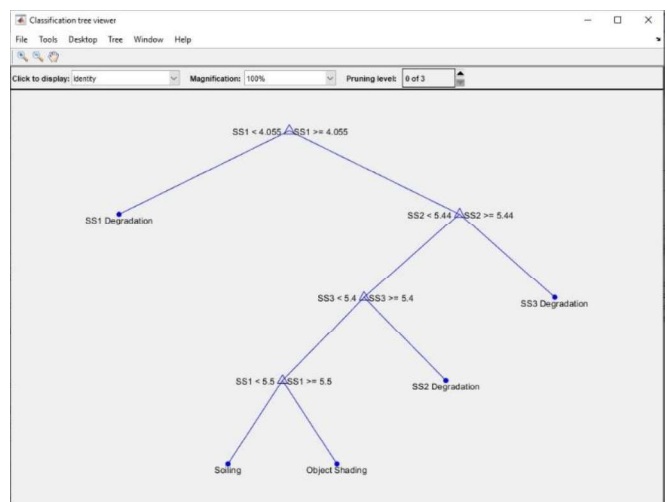 Classification tree viewer
File Tools Desktop Tree Window Help
Click to display: Identity Magnification: 100% Pruning level: 0 of 3
SS1 < 4.055 SS1 >= 4.055
SS1 Degradation
SS2 < 5.44 SS2 >= 5.44
SS3 < 5.4 SS3 >= 5.4
SS3 Degradation
SS1 < 5.5 SS1 >= 5.5
SS2 Degradation
Soiling Object Shading